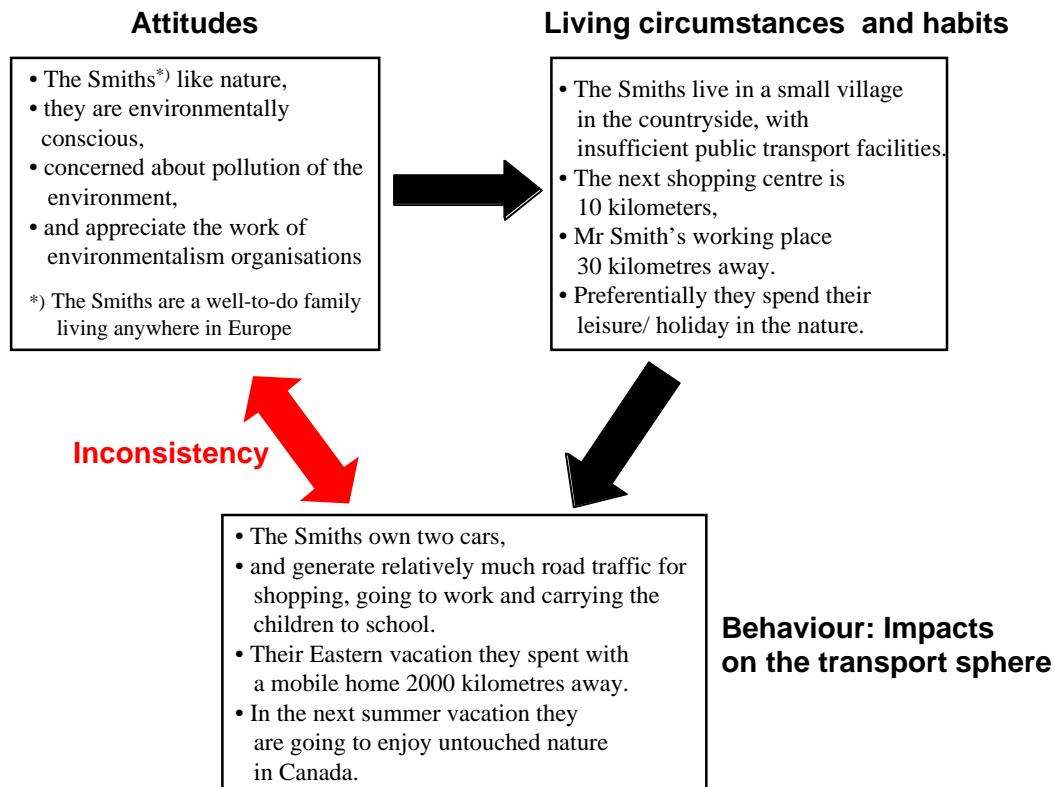 Attitudes
• The Smiths*) like nature,
• they are environmentally
conscious,
• concerned about pollution of the
environment,
• and appreciate the work of
environmentalism organisations
*) The Smiths are a well-to-do family
living anywhere in Europe
Living circumstances and habits
• The Smiths live in a small village
in the countryside, with
insufficient public transport facilities.
• The next shopping centre is
10 kilometers,
• Mr Smith’s working place
30 kilometres away.
• Preferentially they spend their
leisure/ holiday in the nature.
Inconsistency
• The Smiths own two cars,
• and generate relatively much road traffic for
shopping, going to work and carrying the
children to school.
• Their Eastern vacation they spent with
a mobile home 2000 kilometres away.
• In the next summer vacation they
are going to enjoy untouched nature
in Canada.
Behaviour: Impacts
on the transport sphere